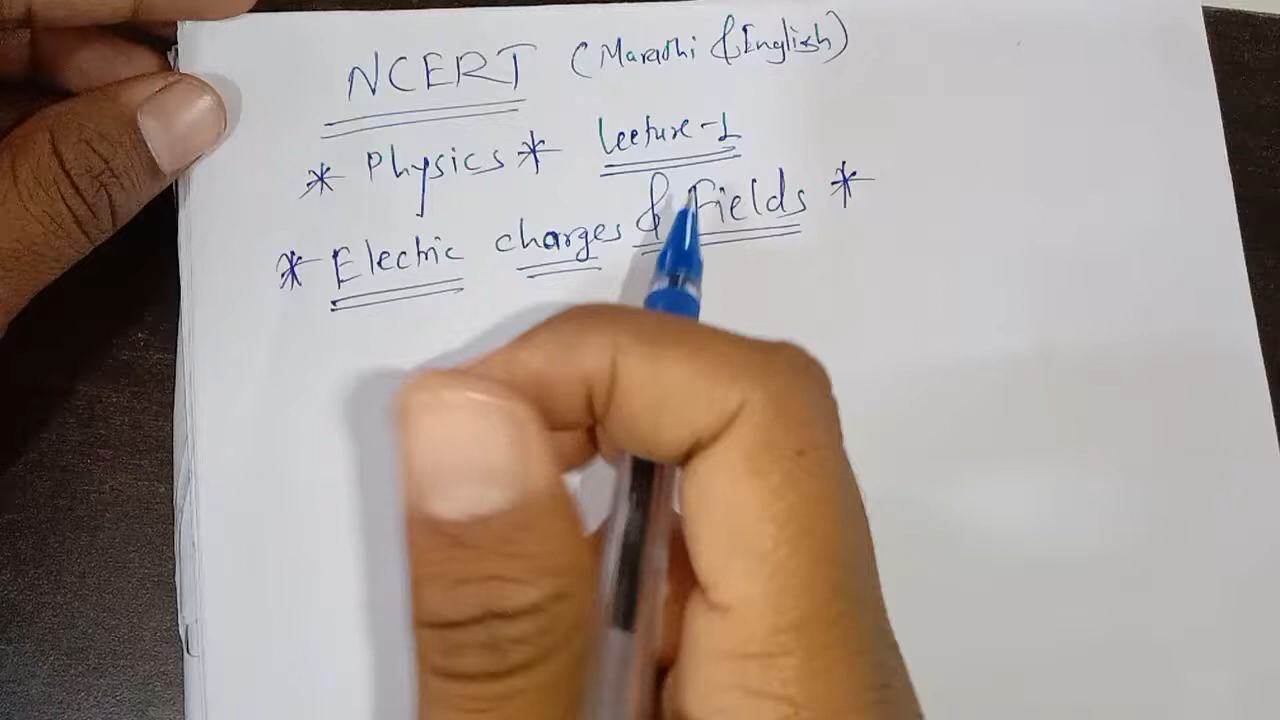 NCERT (Marathi & English)
* Physics * Lecture-1
* Electric charges & Fields *